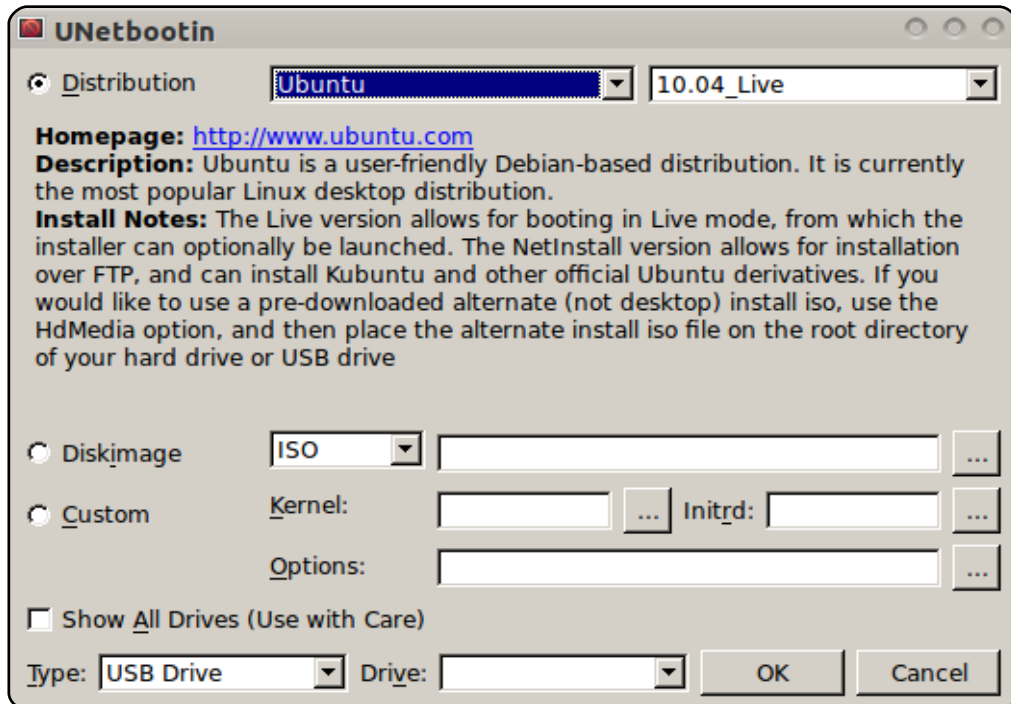 UNetbootin
Distribution Ubuntu 10.04_Live
Homepage: http://www.ubuntu.com
Description: Ubuntu is a user-friendly Debian-based distribution. It is currently
the most popular Linux desktop distribution.
Install Notes: The Live version allows for booting in Live mode, from which the
installer can optionally be launched. The NetInstall version allows for installation
over FTP, and can install Kubuntu and other official Ubuntu derivatives. If you
would like to use a pre-downloaded alternate (not desktop) install iso, use the
HdMedia option, and then place the alternate install iso file on the root directory
of your hard drive or USB drive
Diskimage ISO ...
Custom Kernel: ... Initrd: ...
Options: ...
Show All Drives (Use with Care)
Type: USB Drive Drive: OK Cancel